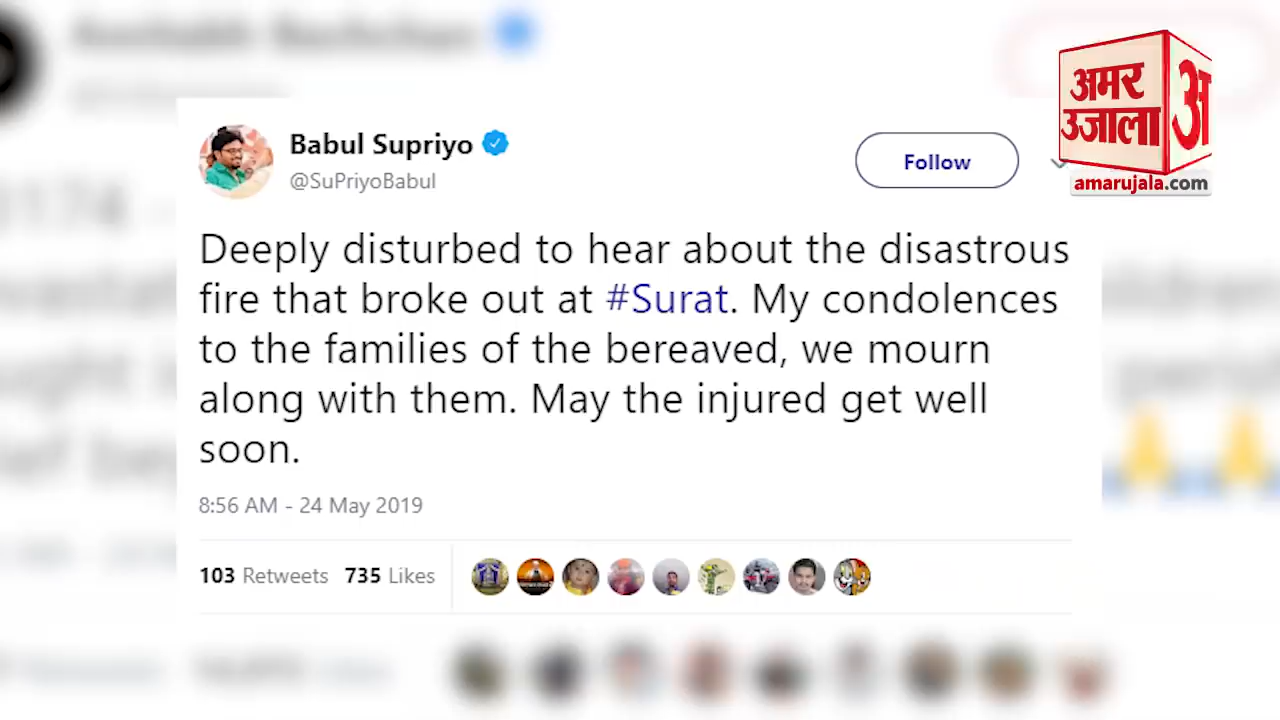 Babul Supriyo
@SuPriyoBabul
Follow
अमर
उजाला
अ
amarujala.com
Deeply disturbed to hear about the disastrous
fire that broke out at #Surat. My condolences
to the families of the bereaved, we mourn
along with them. May the injured get well
soon.
8:56 AM - 24 May 2019
103 Retweets 735 Likes